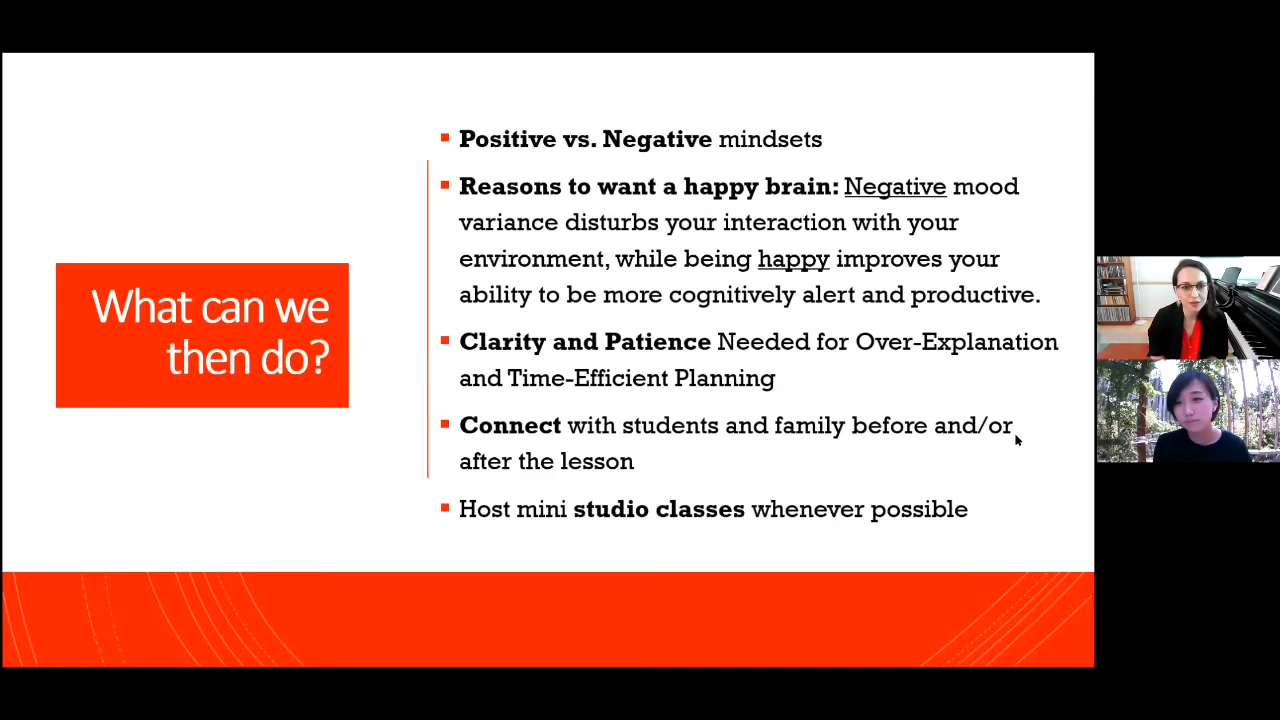 What can we
then do?
Positive vs. Negative mindsets
Reasons to want a happy brain: Negative mood
variance disturbs your interaction with your
environment, while being happy improves your
ability to be more cognitively alert and productive.
Clarity and Patience Needed for Over-Explanation
and Time-Efficient Planning
Connect with students and family before and/or
after the lesson
Host mini studio classes whenever possible